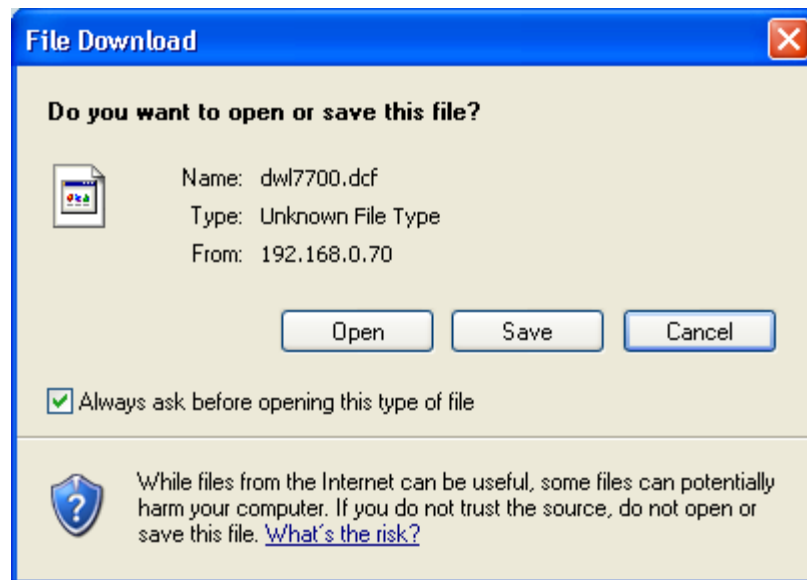 File Download
Do you want to open or save this file?
Name: dwl7700.dcf
Type: Unknown File Type
From: 192.168.0.70
Open Save Cancel
Always ask before opening this type of file
While files from the Internet can be useful, some files can potentially
harm your computer. If you do not trust the source, do not open or
save this file. What's the risk?